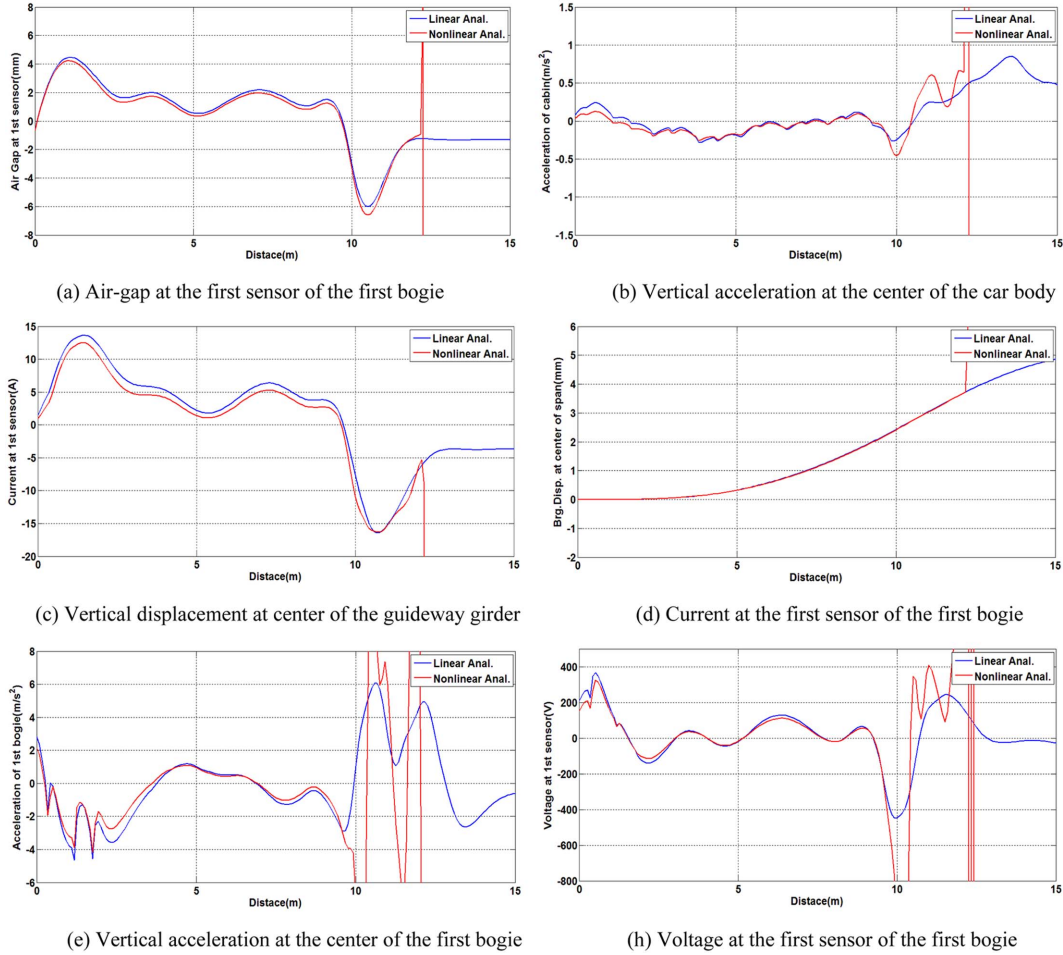 8
6
4
2
0
-2
-4
-6
-8
Air Gap at 1st sensor(mm)
Linear Anal.
Nonlinear Anal.
0
5
10
15
Distace(m)
1.5
1
0.5
0
-0.5
-1
-1.5
Acceleration of cabin(m/s²)
Linear Anal.
Nonlinear Anal.
0
5
10
15
Distace(m)
(a) Air-gap at the first sensor of the first bogie
(b) Vertical acceleration at the center of the car body
15
10
5
0
-5
-10
-15
-20
Current at 1st sensor(A)
Linear Anal.
Nonlinear Anal.
0
5
10
15
Distace(m)
6
5
4
3
2
1
0
-1
-2
Brg.Disp. at center of span(mm)
Linear Anal.
Nonlinear Anal.
0
5
10
15
Distace(m)
(c) Vertical displacement at center of the guideway girder
(d) Current at the first sensor of the first bogie
8
6
4
2
0
-2
-4
-6
Acceleration of 1st bogie(m/s²)
Linear Anal.
Nonlinear Anal.
0
5
10
15
Distace(m)
400
200
0
-200
-400
-600
-800
Voltage at 1st sensor(V)
Linear Anal.
Nonlinear Anal.
0
5
10
15
Distace(m)
(e) Vertical acceleration at the center of the first bogie
(h) Voltage at the first sensor of the first bogie